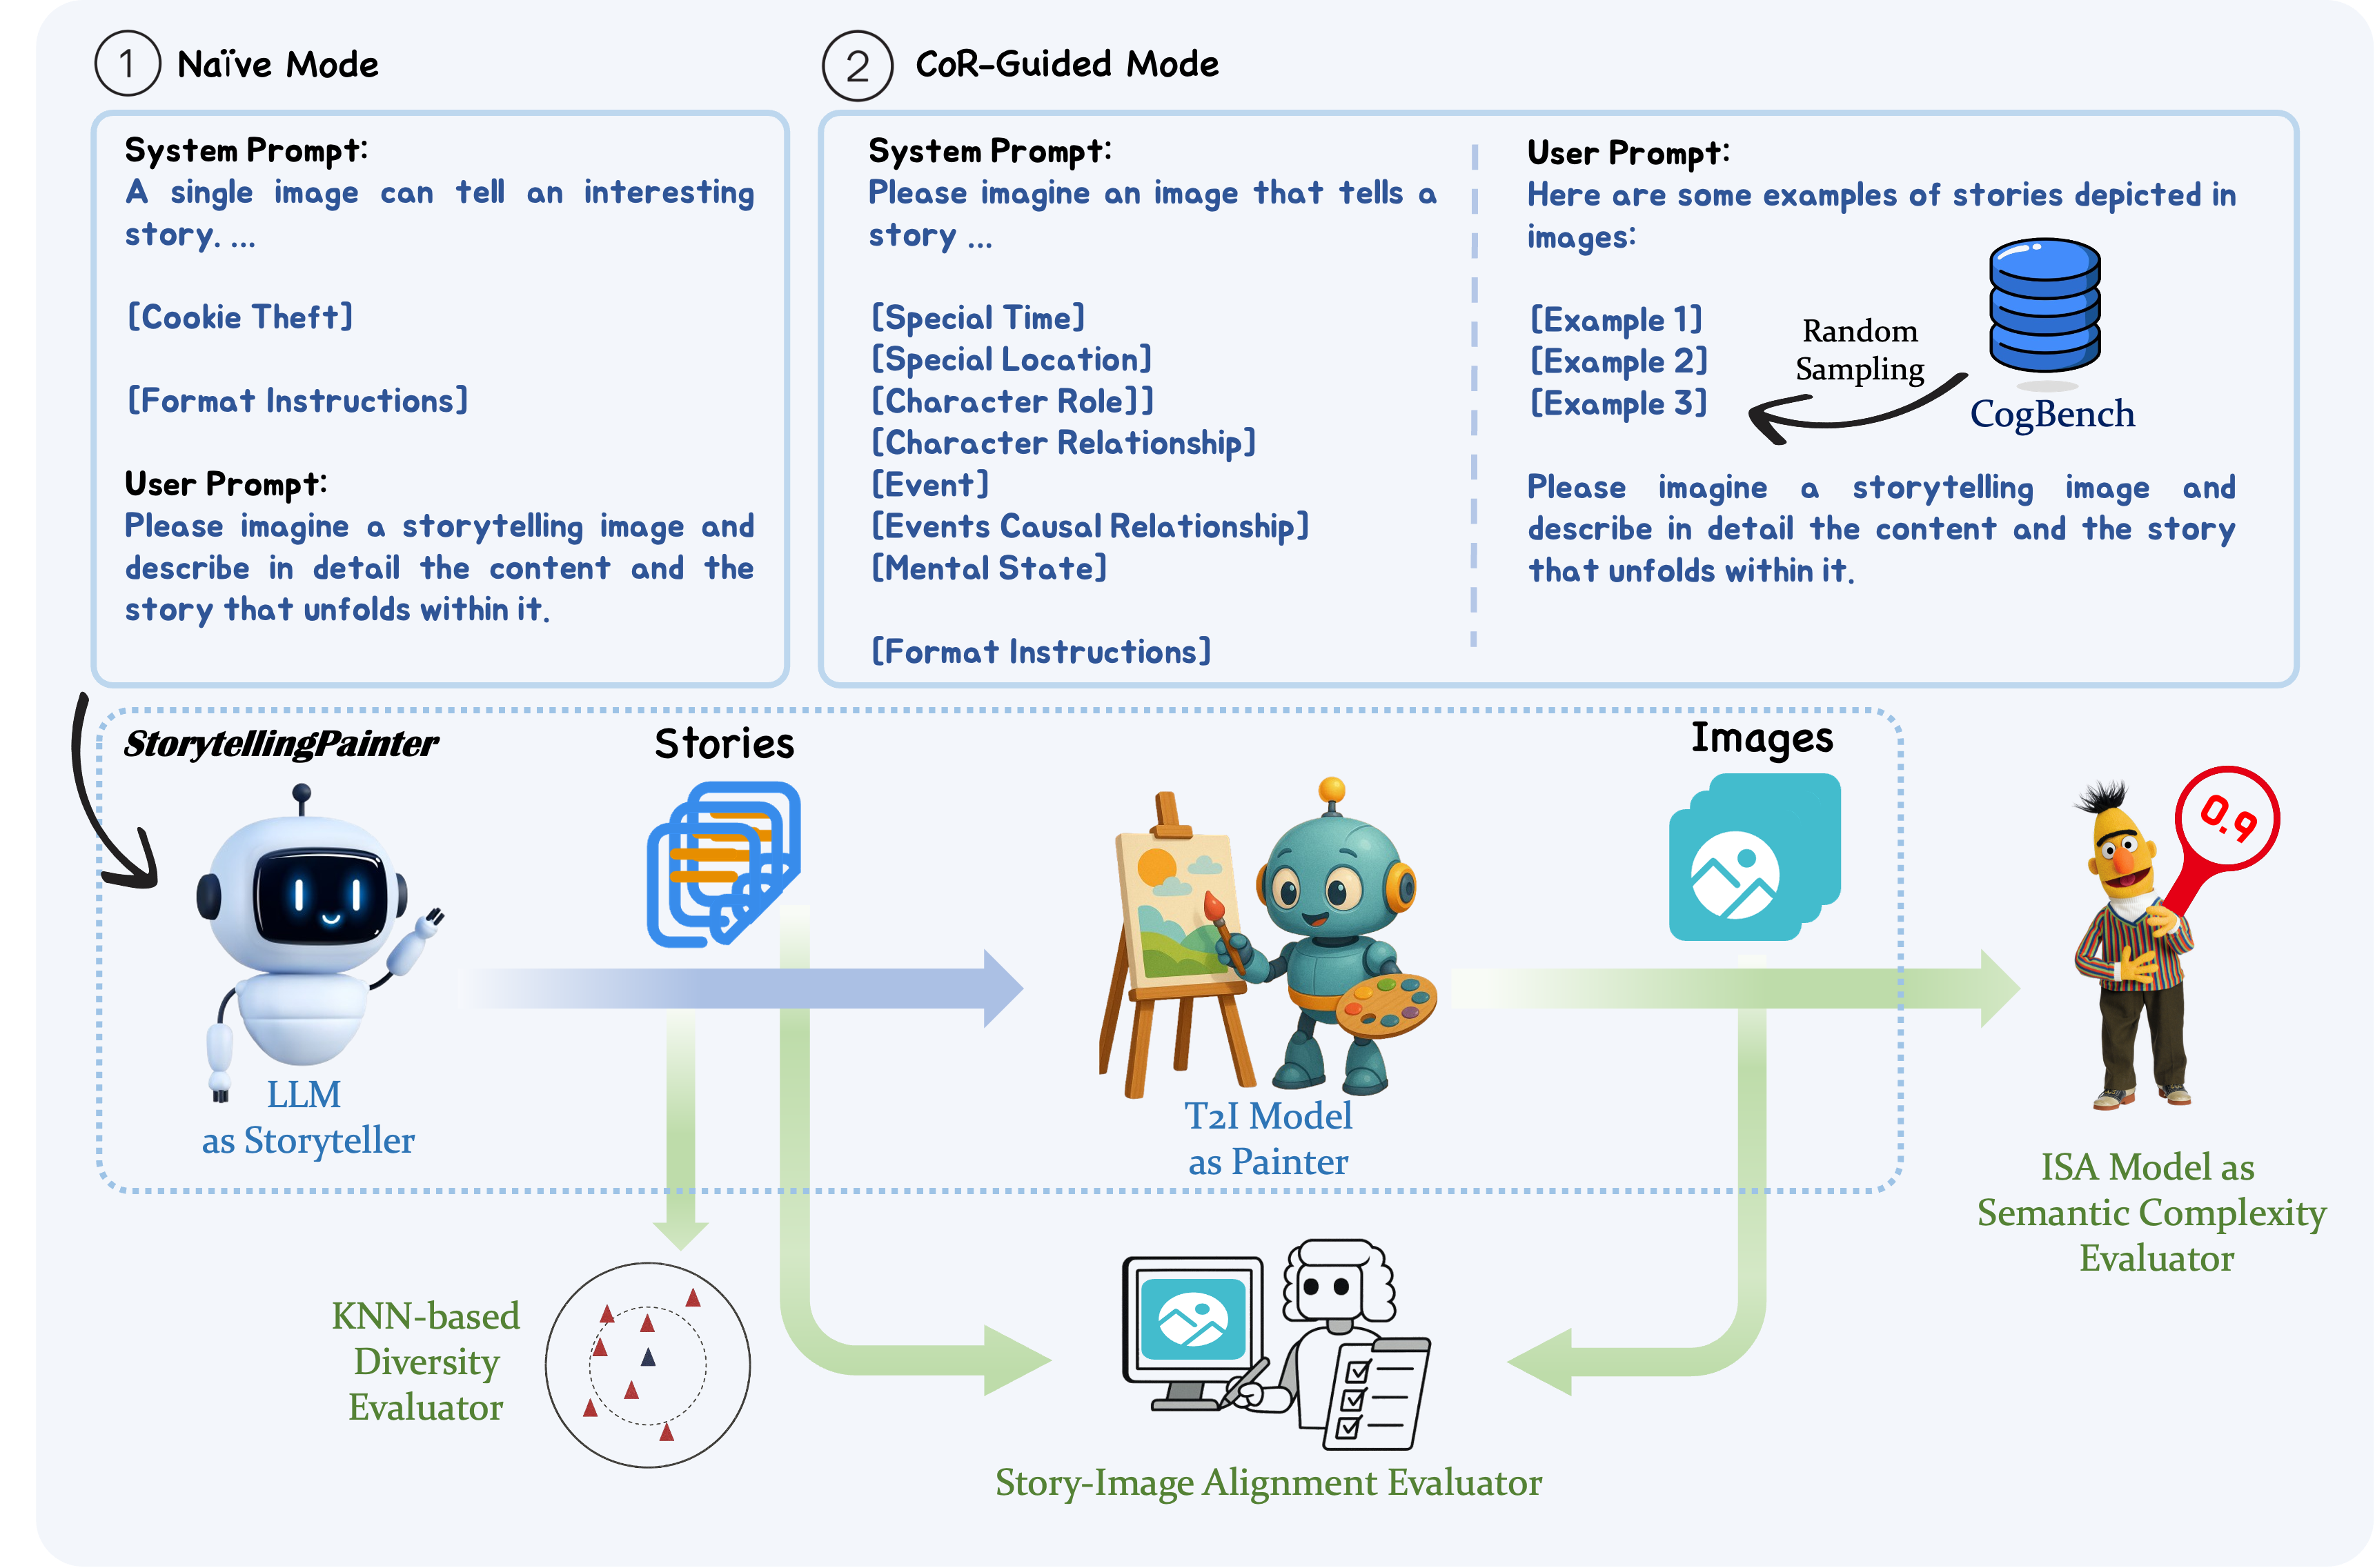 1 Naïve Mode
System Prompt:
A single image can tell an interesting
story. ...
[Cookie Theft]
[Format Instructions]
User Prompt:
Please imagine a storytelling image and
describe in detail the content and the
story that unfolds within it.
2 CoR-Guided Mode
System Prompt:
Please imagine an image that tells a
story ...
[Special Time]
[Special Location]
[Character Role]]
[Character Relationship]
[Event]
[Events Causal Relationship]
[Mental State]
[Format Instructions]
User Prompt:
Here are some examples of stories depicted in
images:
[Example 1]
[Example 2]
[Example 3]
Random
Sampling
CogBench
Please imagine a storytelling image and
describe in detail the content and the story
that unfolds within it.
StorytellingPainter
Stories
Images
0.9
LLM
as Storyteller
T2I Model
as Painter
ISA Model as
Semantic Complexity
Evaluator
KNN-based
Diversity
Evaluator
Story-Image Alignment Evaluator